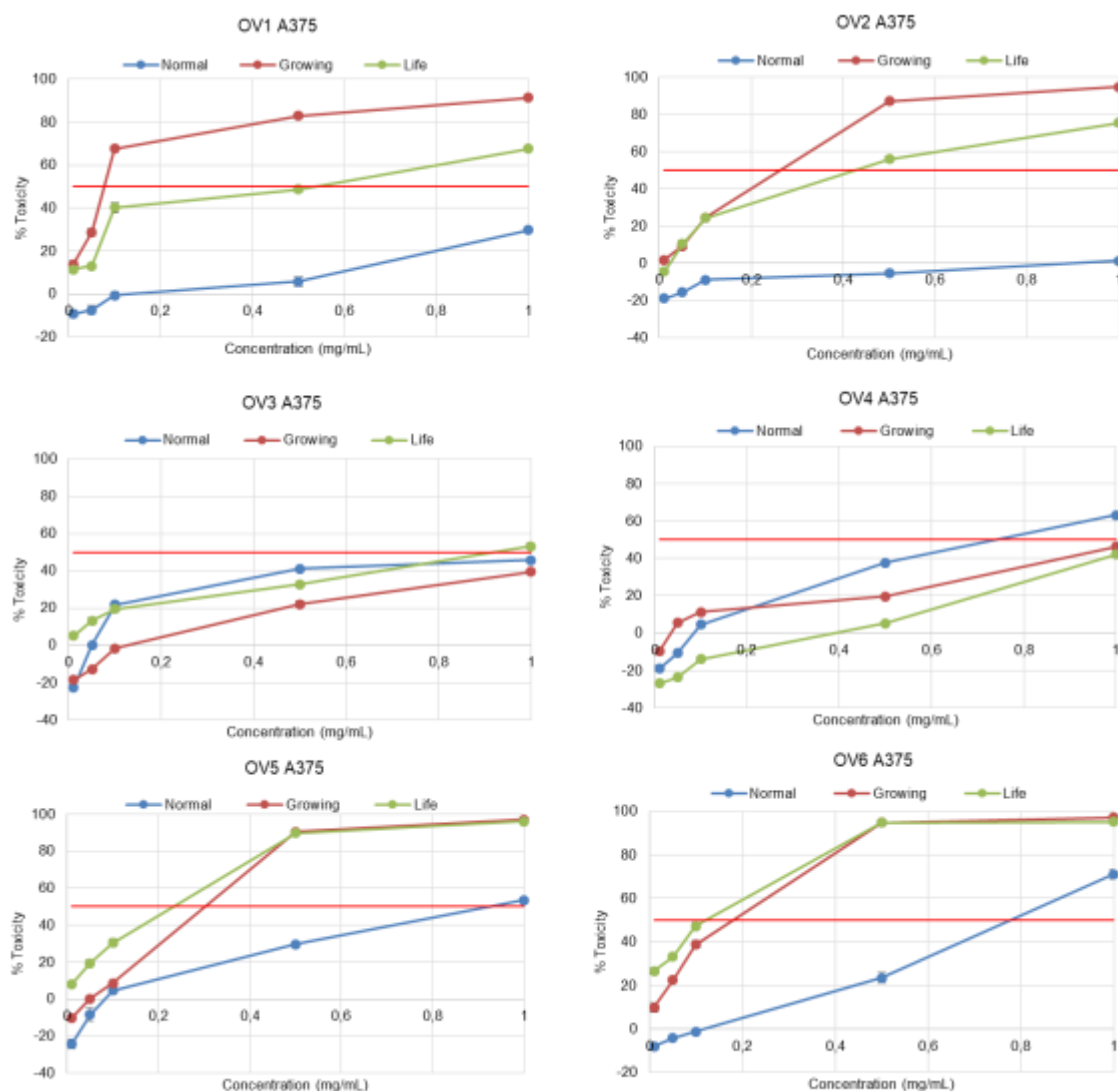 OV1 A375
Normal Growing Life
100
80
60
40
20
0
-20
% Toxicity
0 0,2 0,4 0,6 0,8 1
Concentration (mg/mL)
OV2 A375
Normal Growing Life
100
80
60
40
20
0
-20
-40
% Toxicity
0 0,2 0,4 0,6 0,8 1
Concentration (mg/mL)
OV3 A375
Normal Growing Life
100
80
60
40
20
0
-20
-40
% Toxicity
0 0,2 0,4 0,6 0,8 1
Concentration (mg/mL)
OV4 A375
Normal Growing Life
100
80
60
40
20
0
-20
-40
% Toxicity
0 0,2 0,4 0,6 0,8 1
Concentration (mg/mL)
OV5 A375
Normal Growing Life
100
80
60
40
20
0
-20
-40
% Toxicity
0 0,2 0,4 0,6 0,8 1
Concentration (mg/mL)
OV6 A375
Normal Growing Life
100
80
60
40
20
0
-20
% Toxicity
0 0,2 0,4 0,6 0,8 1
Concentration (mg/mL)